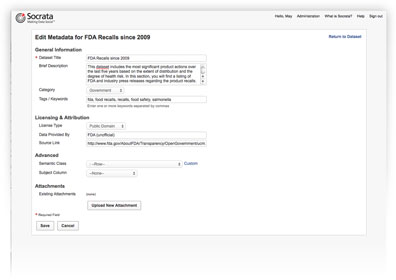 Socrata
Hello, May Administration What is Socrata? Help Sign out
Edit Metadata for FDA Recalls since 2009
Return to Dataset
General Information
* Dataset Title FDA Recalls since 2009
Brief Description This dataset includes the most significant product actions over
the last five years based on the extent of distribution and the
degree of health risk. In this section, you will find a listing of
FDA and industry press releases regarding the product recalls.
Category Government
Tags / Keywords fda, food recalls, recalls, food safety, salmonella
Enter one or more keywords separated by commas
Licensing & Attribution
License Type Public Domain
Data Provided By FDA (unofficial)
Source Link http://www.fda.gov/AboutFDA/Transparency/OpenGovernment/ucm
Advanced
Semantic Class Custom
Subject Column --None--
Attachments
Existing Attachments (none)
Upload New Attachment
* Required Field
Save Cancel